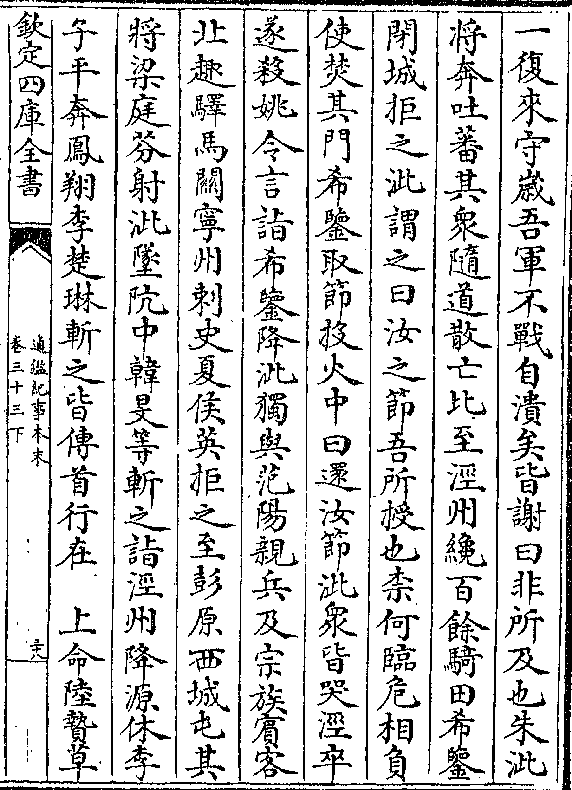 一復來守嵗吾軍不戰自潰矣皆謝曰非所及也朱泚
將奔吐蕃其衆隨道散亡比至涇州纔百餘騎田希鑒
閉城拒之泚謂之曰汝之節吾所授也柰何臨危相負
使焚其門希鑒取節投火中曰還汝節泚衆皆哭涇卒
遂殺姚令言詣希鑒降泚獨與范陽親兵及宗族賓客
北趣驛馬關寧州刺史夏侯英拒之至彭原西城屯其
將梁庭芬射泚墜阬中韓旻等斬之詣涇州降源休李
子平奔鳳翔李楚琳斬之皆傳首行在　上命陸贄草
欽定四庫全書
通鑑紀事本末
卷三十三下
三十八